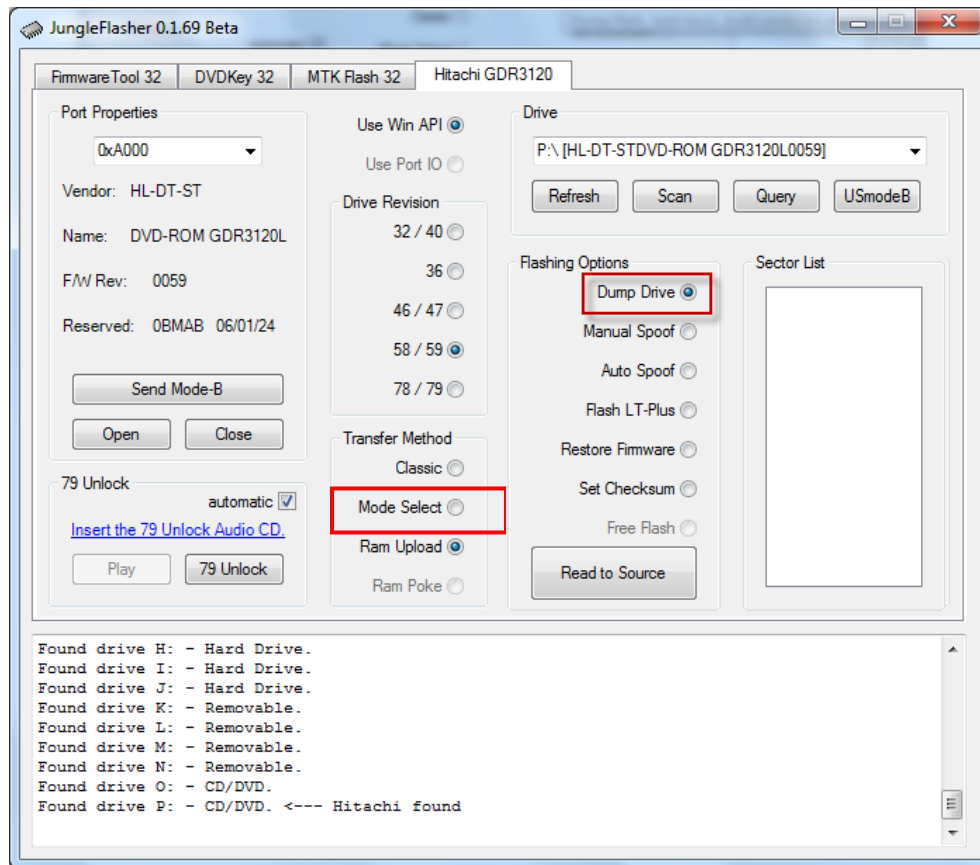 JungleFlasher 0.1.69 Beta
FirmwareTool 32
DVDKey 32
MTK Flash 32
Hitachi GDR3120
Port Properties
0xA000
Vendor: HL-DT-ST
Name: DVD-ROM GDR3120L
F/W Rev: 0059
Reserved: 0BMAB 06/01/24
Send Mode-B
Open
Close
79 Unlock
automatic
Insert the 79 Unlock Audio CD.
Play
79 Unlock
Use Win API
Use Port IO
Drive Revision
32 / 40
36
46 / 47
58 / 59
78 / 79
Transfer Method
Classic
Mode Select
Ram Upload
Ram Poke
Drive
P:\ [HL-DT-STDVD-ROM GDR3120L0059]
Refresh
Scan
Query
USmodeB
Flashing Options
Dump Drive
Manual Spoof
Auto Spoof
Flash LT-Plus
Restore Firmware
Set Checksum
Free Flash
Read to Source
Sector List
Found drive H: - Hard Drive.
Found drive I: - Hard Drive.
Found drive J: - Hard Drive.
Found drive K: - Removable.
Found drive L: - Removable.
Found drive M: - Removable.
Found drive N: - Removable.
Found drive O: - CD/DVD.
Found drive P: - CD/DVD. <--- Hitachi found